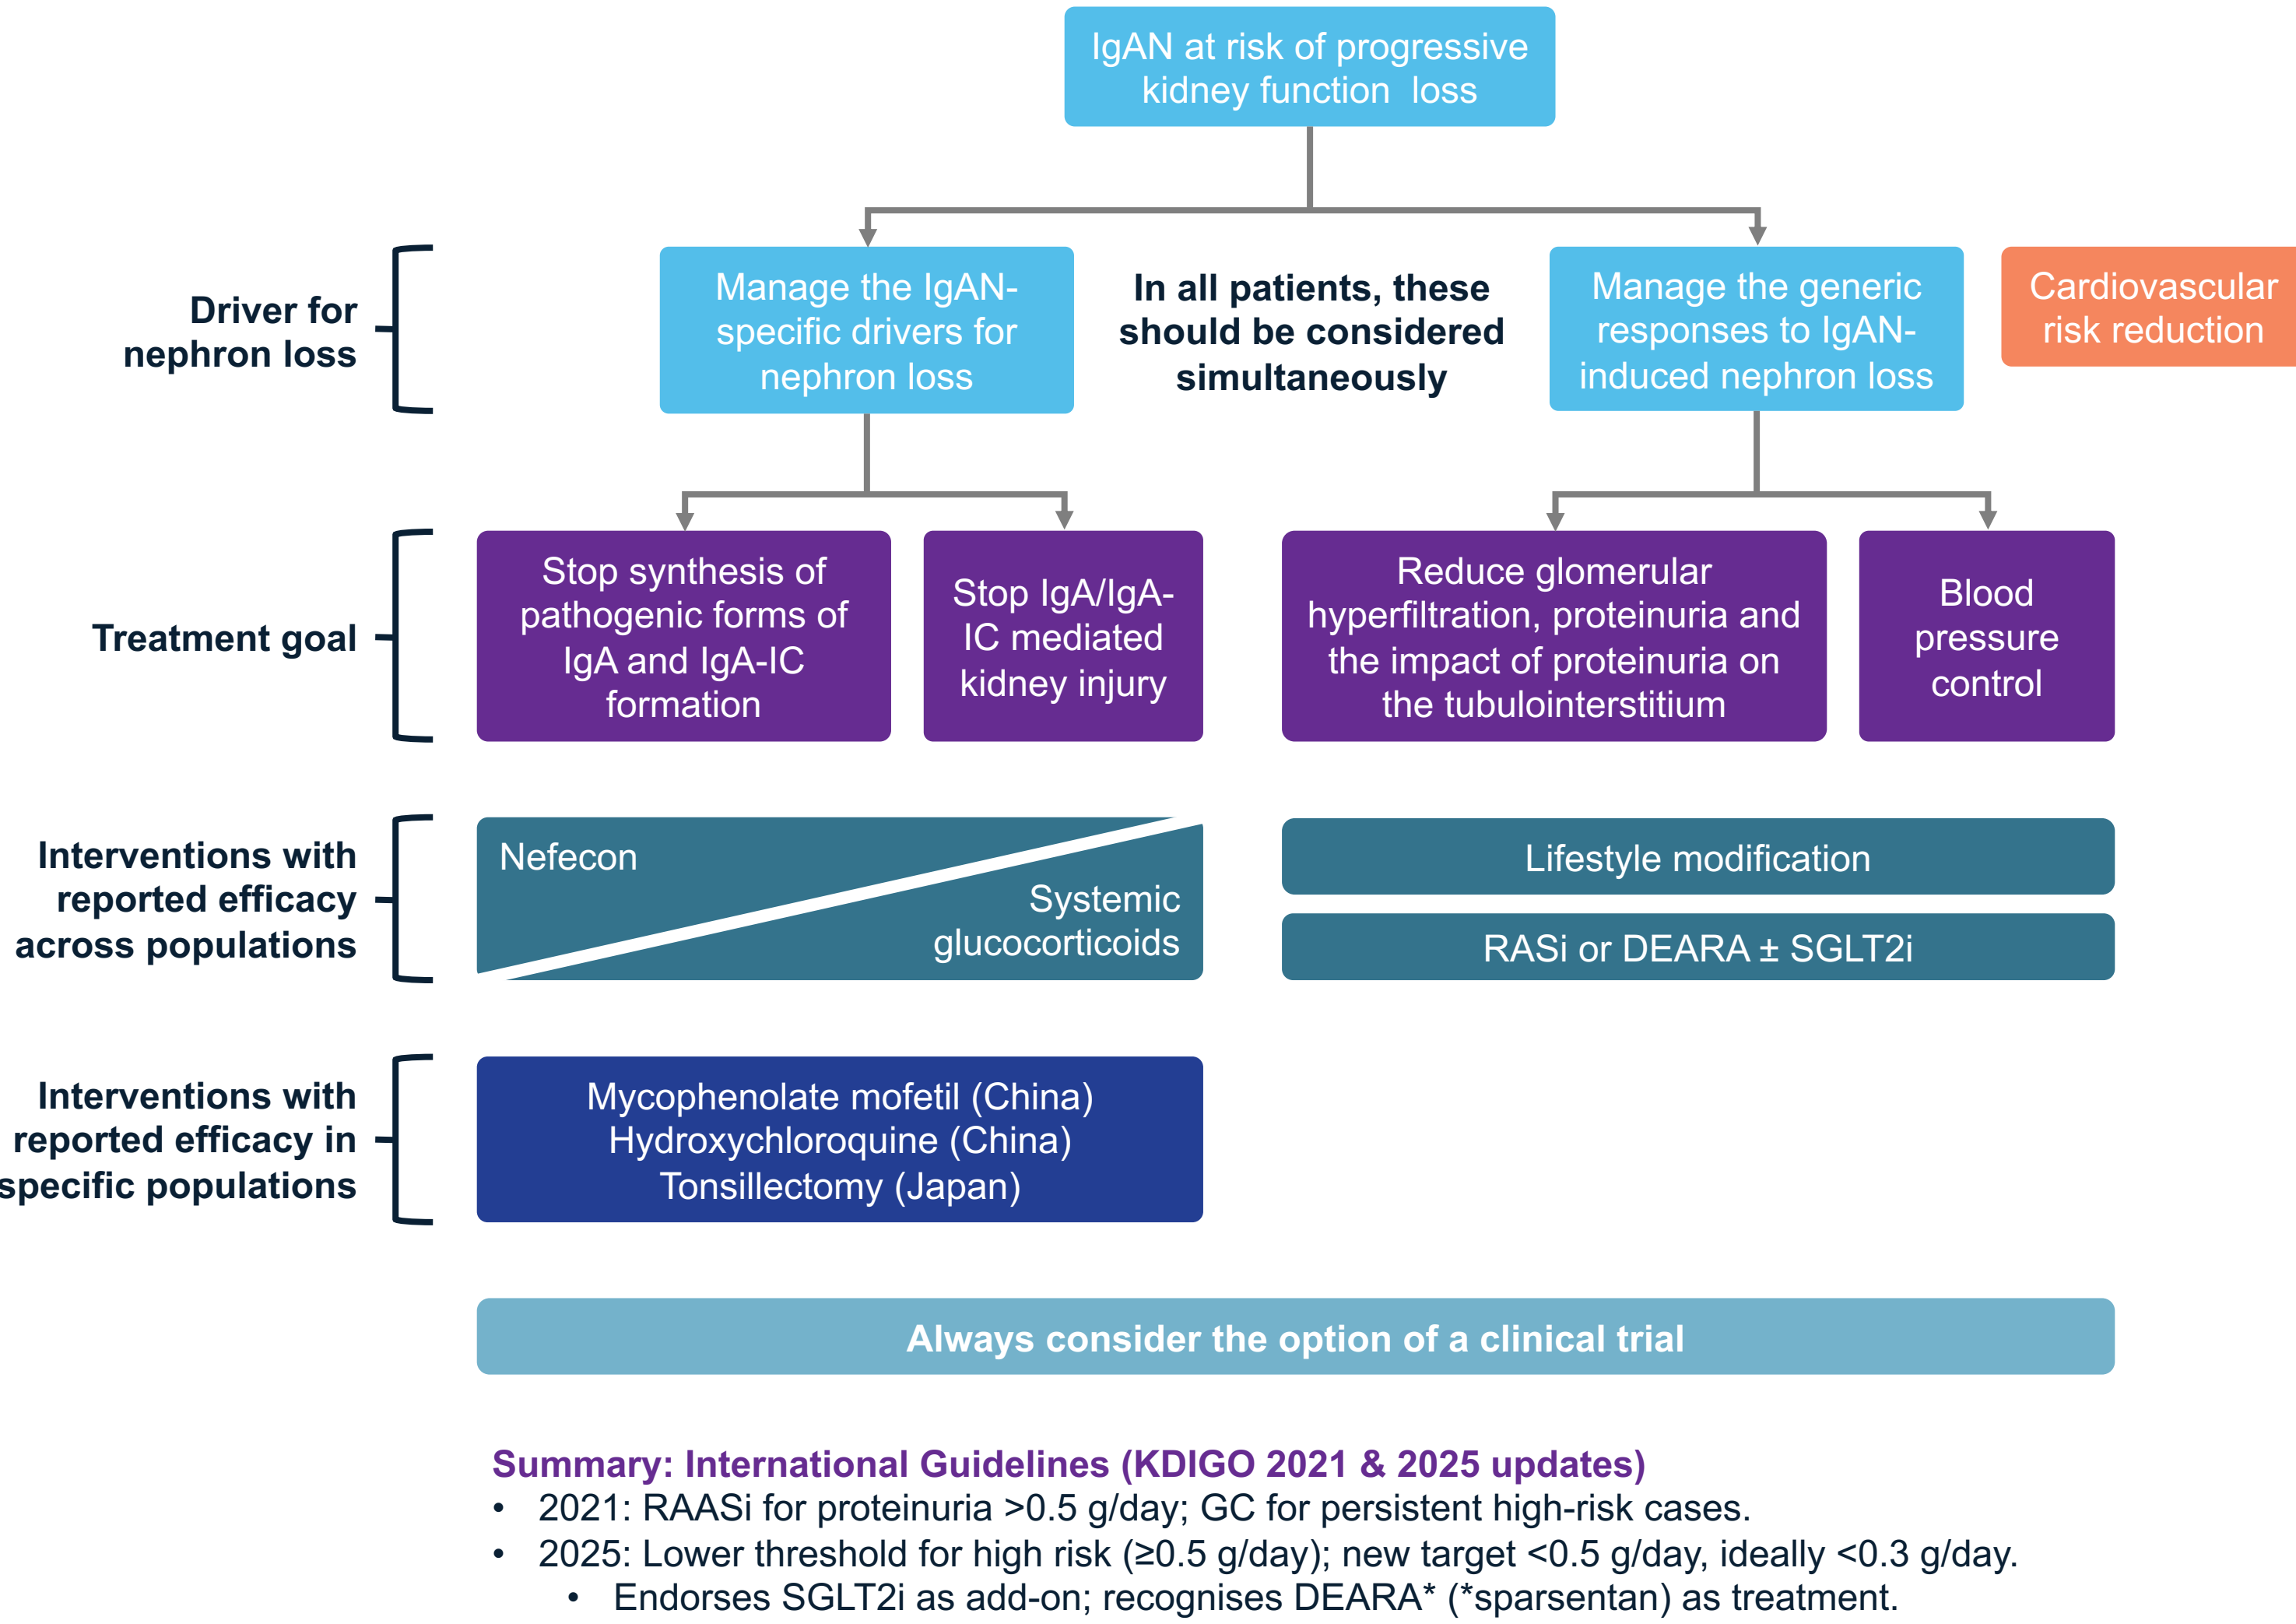 IgAN at risk of progressive
kidney function  loss
Driver for
nephron loss
Manage the IgAN-
specific drivers for
nephron loss
In all patients, these
should be considered
simultaneously
Manage the generic
responses to IgAN-
induced nephron loss
Cardiovascular
risk reduction
Treatment goal
Stop synthesis of
pathogenic forms of
IgA and IgA-IC
formation
Stop IgA/IgA-
IC mediated
kidney injury
Reduce glomerular
hyperfiltration, proteinuria and
the impact of proteinuria on
the tubulointerstitium
Blood
pressure
control
Interventions with
reported efficacy
across populations
Nefecon
Systemic
glucocorticoids
Lifestyle modification
RASi or DEARA ± SGLT2i
Interventions with
reported efficacy in
specific populations
Mycophenolate mofetil (China)
Hydroxychloroquine (China)
Tonsillectomy (Japan)
Always consider the option of a clinical trial
Summary: International Guidelines (KDIGO 2021 & 2025 updates)
• 2021: RAASi for proteinuria >0.5 g/day; GC for persistent high-risk cases.
• 2025: Lower threshold for high risk (≥0.5 g/day); new target <0.5 g/day, ideally <0.3 g/day.
• Endorses SGLT2i as add-on; recognises DEARA* (*sparsentan) as treatment.